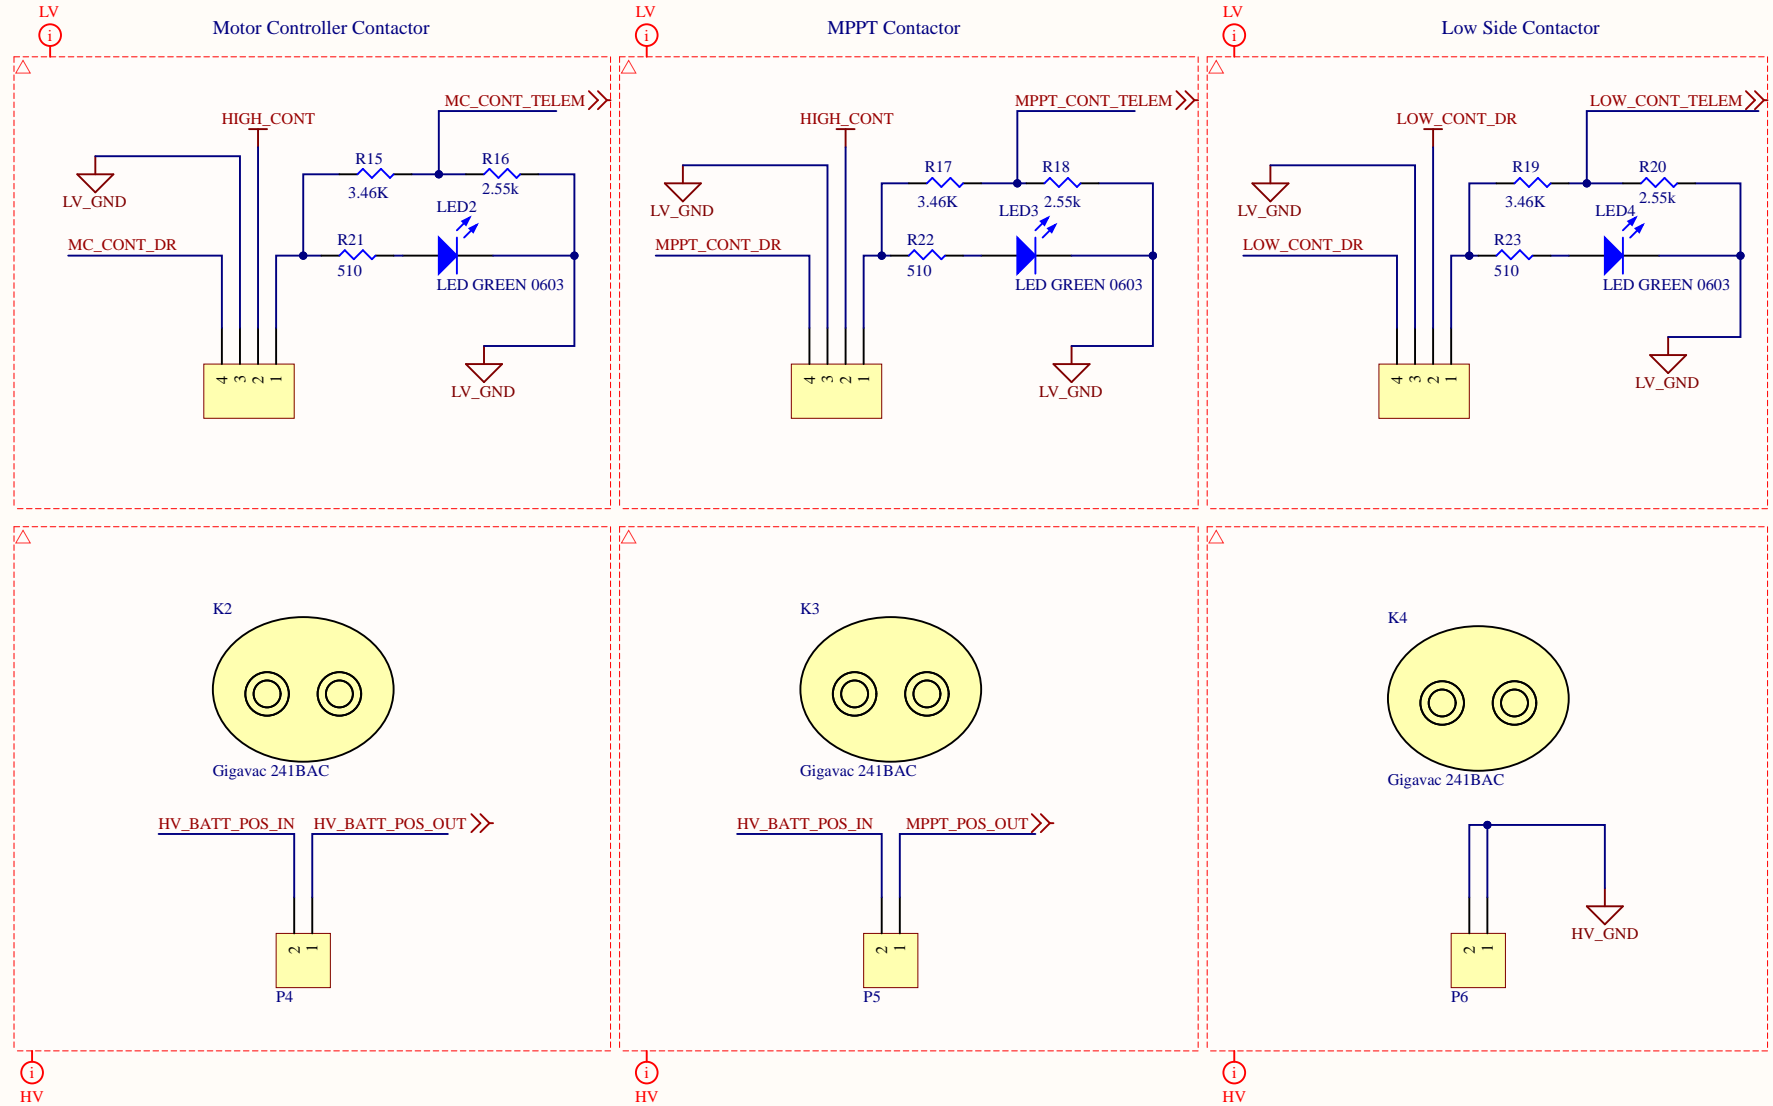 LV
i
Motor Controller Contactor
MC_CONT_TELEM
HIGH_CONT
R15
3.46K
R16
2.55k
LV_GND
LED2
MC_CONT_DR
R21
510
LED GREEN 0603
4 3 2 1
LV_GND
LV
i
MPPT Contactor
MPPT_CONT_TELEM
HIGH_CONT
R17
3.46K
R18
2.55k
LV_GND
LED3
MPPT_CONT_DR
R22
510
LED GREEN 0603
4 3 2 1
LV_GND
LV
i
Low Side Contactor
LOW_CONT_TELEM
LOW_CONT_DR
R19
3.46K
R20
2.55k
LV_GND
LED4
LOW_CONT_DR
R23
510
LED GREEN 0603
4 3 2 1
LV_GND
K2
Gigavac 241BAC
HV_BATT_POS_IN
HV_BATT_POS_OUT
2 1
P4
i
HV
K3
Gigavac 241BAC
HV_BATT_POS_IN
MPPT_POS_OUT
2 1
P5
i
HV
K4
Gigavac 241BAC
HV_GND
2 1
P6
i
HV